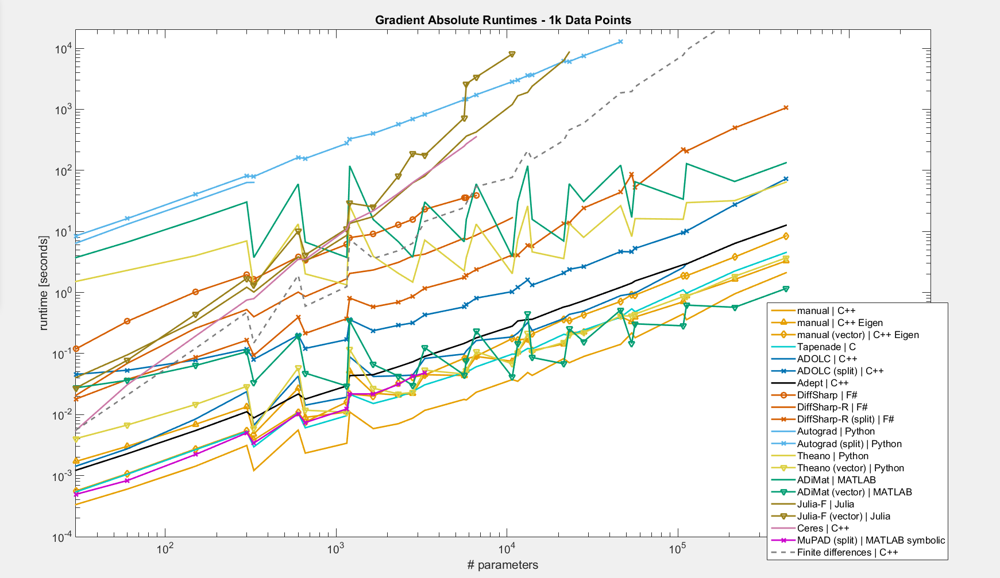 Gradient Absolute Runtimes - 1k Data Points
10^4
10^3
10^2
10^1
10^0
10^-1
10^-2
10^-3
10^-4
runtime [seconds]
10^2
10^3
10^4
10^5
# parameters
manual | C++
manual | C++ Eigen
manual (vector) | C++ Eigen
Tapenade | C
ADOLC | C++
ADOLC (split) | C++
Adept | C++
DiffSharp | F#
DiffSharp-R | F#
DiffSharp-R (split) | F#
Autograd | Python
Autograd (split) | Python
Theano | Python
Theano (vector) | Python
ADiMat | MATLAB
ADiMat (vector) | MATLAB
Julia-F | Julia
Julia-F (vector) | Julia
Ceres | C++
MuPAD (split) | MATLAB symbolic
Finite differences | C++